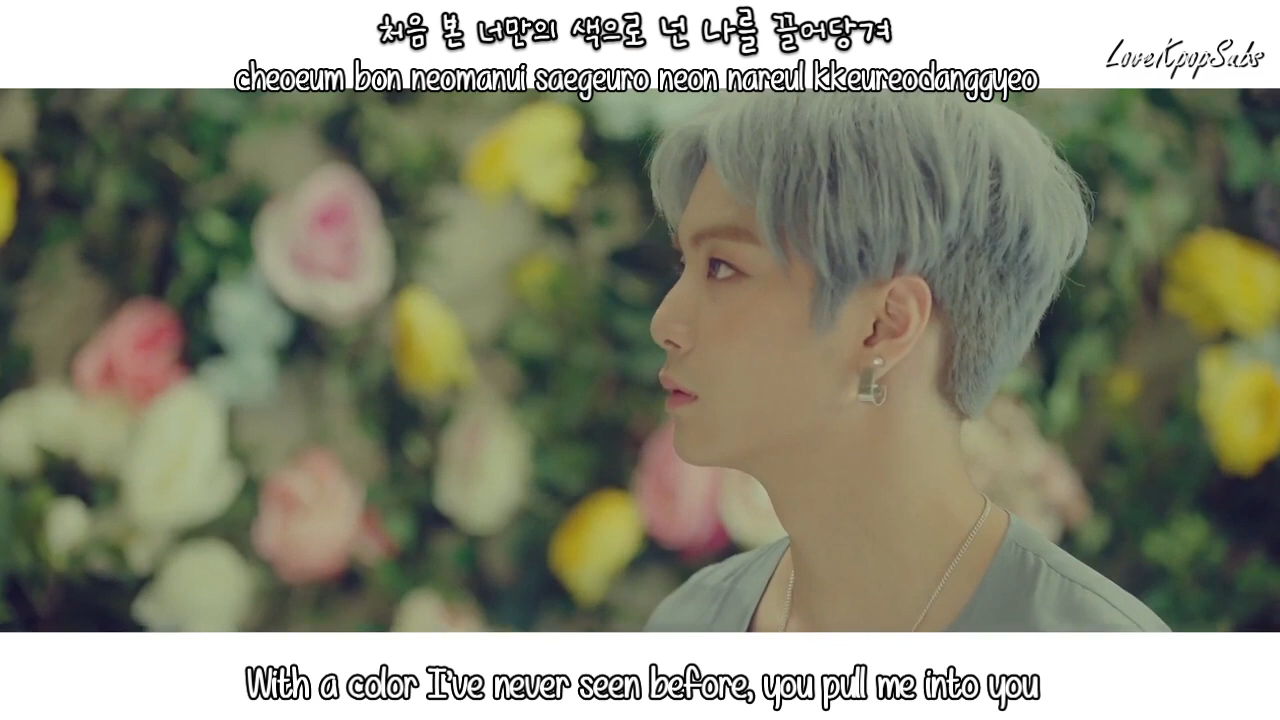 처음 본 너만의 색으로 넌 나를 끌어당겨
LoveKpopSubs
cheoeum bon neomanui saegeuro neon nareul kkeureodanggyeo
With a color I've never seen before, you pull me into you